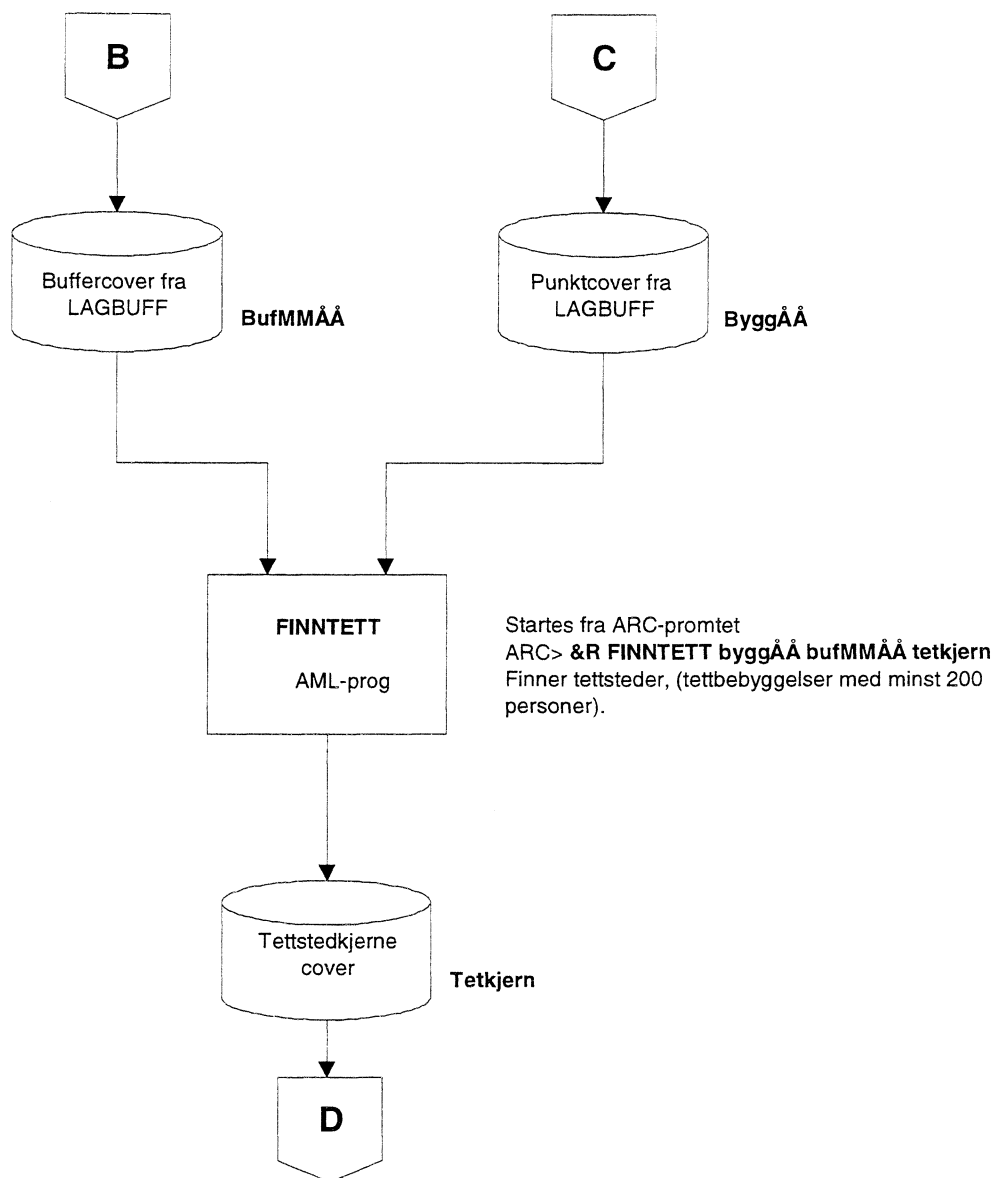 B
C
Buffercover fra
LAGBUFF
BufMMÅÅ
Punktcover fra
LAGBUFF
ByggÅÅ
FINNTETT
AML-prog
Startes fra ARC-promtet
ARC> &R FINNTETT byggÅÅ bufMMÅÅ tetkjern
Finner tettsteder, (tettbebyggelser med minst 200
personer).
Tettstedkjerne
cover
Tetkjern
D